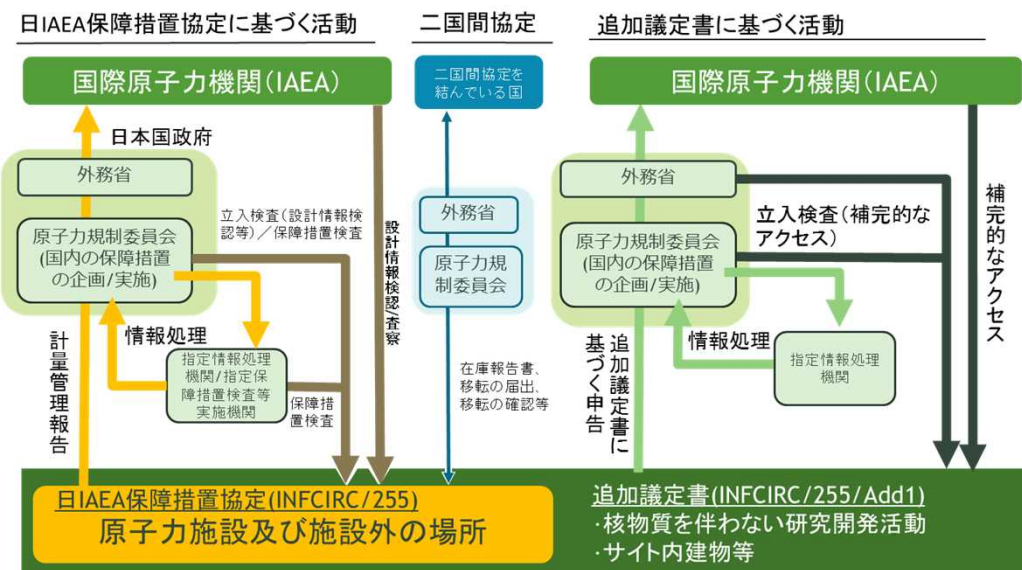 日IAEA保障措置協定に基づく活動
国際原子力機関(IAEA)
日本国政府
外務省
原子力規制委員会
(国内の保障措置
の企画/実施)
立入検査(設計情報検
認等)/保障措置検査
設計情報検認/査察
情報処理
指定情報処理
機関/指定保
障措置検査等
実施機関
保障措
置検査
計量管理報告
二国間協定
二国間協定を
結んでいる国
外務省
原子力規
制委員会
在庫報告書、
移転の届出、
移転の確認等
追加議定書に基づく活動
国際原子力機関(IAEA)
外務省
原子力規制委員会
(国内の保障措置
の企画/実施)
立入検査(補完的な
アクセス)
補完的なアクセス
情報処理
指定情報処理
機関
追加議定書に
基づく申告
日IAEA保障措置協定(INFCIRC/255)
原子力施設及び施設外の場所
追加議定書(INFCIRC/255/Add1)
・核物質を伴わない研究開発活動
・サイト内建物等